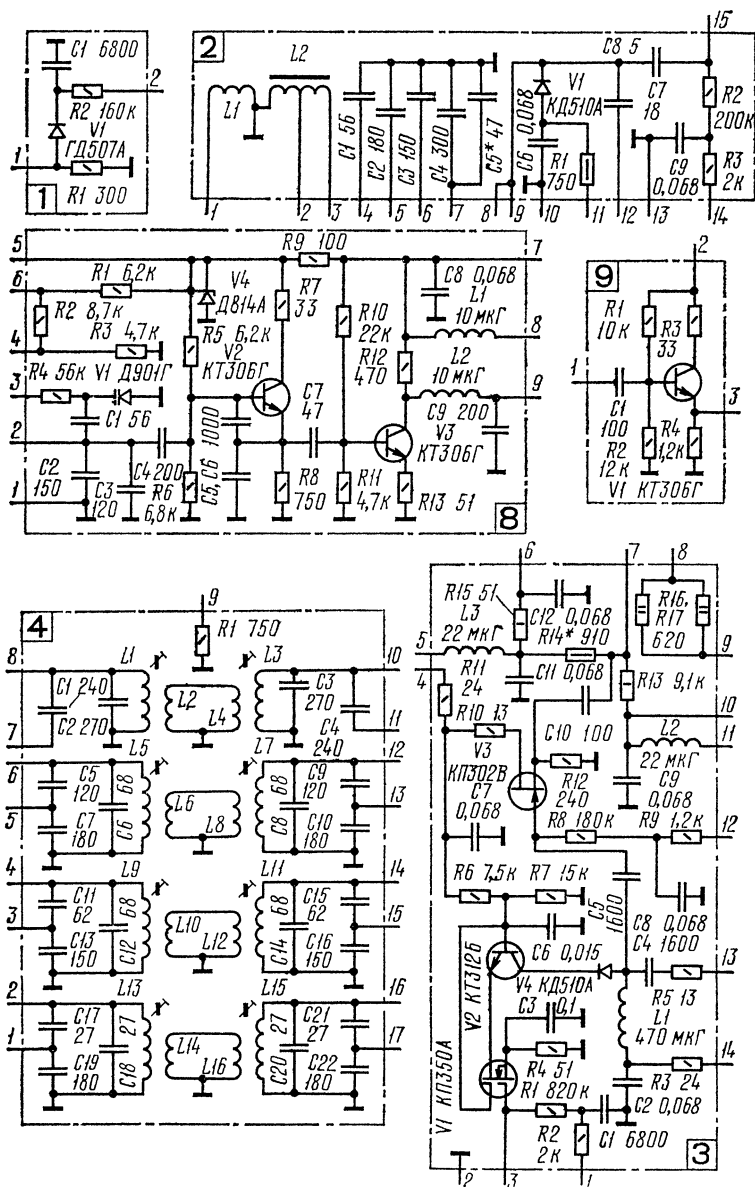 C1 6800
2
R2 160к
V1
ГД507А
1
R1 300
1
2
L2
L1
C1 56
C2 180
C3 150
C4 300
C5* 47
C6 0,068
V1
КД510А
R1
750
C8 5
C7
18
C9
0,068
15
R2
200к
R3
2к
1
2
3
4
5
6
7
8
9
10
11
12
13
14
5
R9 100
7
6
R1 6,2к
R2
8,7к
R3 4,7к
V4
Д814А
R7
33
C8 0,068
L1
10мкГ
8
4
R5 6,2к
V2
КТ306Г
R10
22к
R12
470
L2
10мкГ
9
3
R4 56к
V1 Д901Г
C1 56
C7
47
C9 200
V3
КТ306Г
2
C2
150
C3
120
C4 200
R6
6,8к
C5, C6 1000
R8
750
R11
4,7к
R13 51
1
8
9
2
R1
10к
R3
33
1
3
C1
100
R2
12к
R4
1,2к
V1 КТ306Г
4
9
R1 750
8
L1
L3
10
C1 240
C2 270
L2
L4
C3
270
C4
240
7
11
L5
L7
12
6
C5
120
68
C6
L6
L8
68
C8
C9
120
13
5
C7
180
C10
180
4
L9
L11
14
C11
62
68
C12
L10
L12
68
C14
C15
62
15
3
C13
150
C16
150
2
L13
L15
16
C17
27
27
C18
L14
L16
27
C20
C21
27
17
1
C19
180
C22
180
6
7
8
R15 51
L3
22 мкГ
C12 0,068
R14* 910
R16,
R17
620
5
9
4
R11
24
C11 0,068
R13 9,1к
10
R10 13
V3
КП302В
C10 100
R12
240
L2
22 мкГ
11
C7
0,068
C9
0,068
R8 180к
R9 1,2к
12
R6 7,5к
R7 15к
C5
1600
C8
0,068
C6 0,015
C4
1600
13
V2 КТ312Б
V4 КД510А
C3 0,1
R5 13
L1
470 мкГ
14
V1 КП350А
R4 51
R1 820к
R3 24
C2 0,068
R2
2к
C1 6800
3
2
3
1